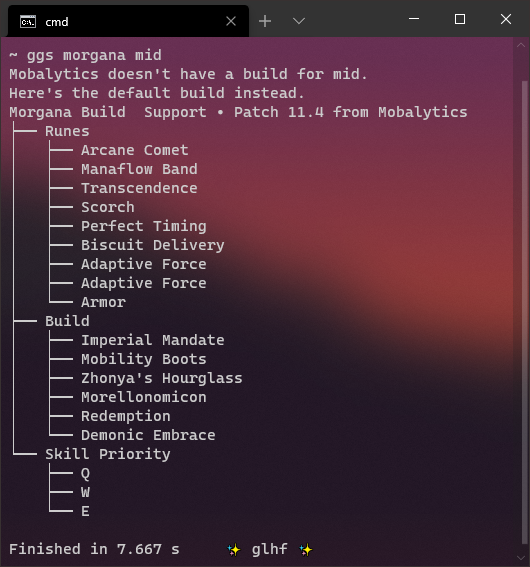 cmd
~ ggs morgana mid
Mobalytics doesn't have a build for mid.
Here's the default build instead.
Morgana Build  Support • Patch 11.4 from Mobalytics
Runes
Arcane Comet
Manaflow Band
Transcendence
Scorch
Perfect Timing
Biscuit Delivery
Adaptive Force
Adaptive Force
Armor
Build
Imperial Mandate
Mobility Boots
Zhonya's Hourglass
Morellonomicon
Redemption
Demonic Embrace
Skill Priority
Q
W
E
Finished in 7.667 s     ✨ glhf ✨